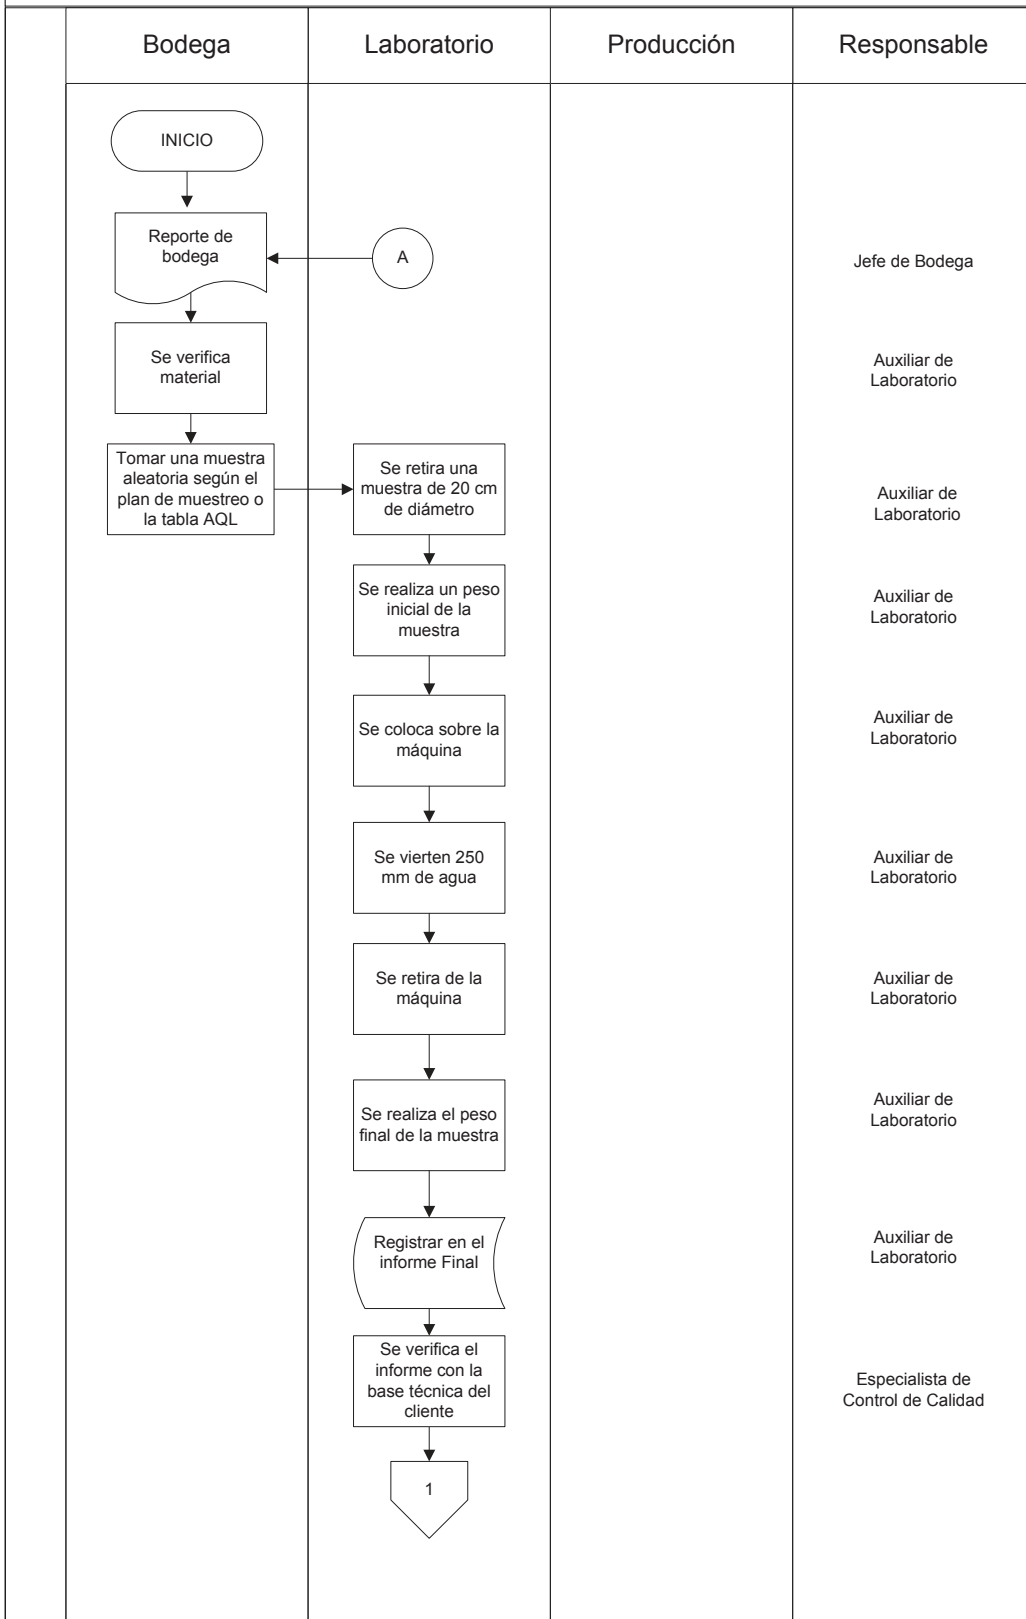 Bodega
Laboratorio
Producción
Responsable
INICIO
Reporte de
bodega
A
Jefe de Bodega
Se verifica
material
Auxiliar de
Laboratorio
Tomar una muestra
aleatoria según el
plan de muestreo o
la tabla AQL
Se retira una
muestra de 20 cm
de diámetro
Auxiliar de
Laboratorio
Se realiza un peso
inicial de la
muestra
Auxiliar de
Laboratorio
Se coloca sobre la
máquina
Auxiliar de
Laboratorio
Se vierten 250
mm de agua
Auxiliar de
Laboratorio
Se retira de la
máquina
Auxiliar de
Laboratorio
Se realiza el peso
final de la muestra
Auxiliar de
Laboratorio
Registrar en el
informe Final
Auxiliar de
Laboratorio
Se verifica el
informe con la
base técnica del
cliente
Especialista de
Control de Calidad
1